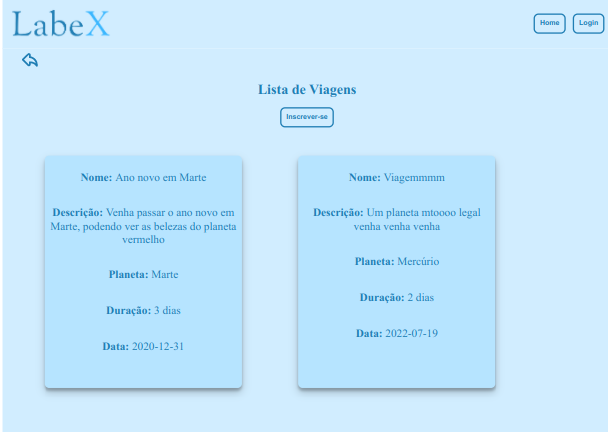 LabeX
Home Login
Lista de Viagens
Inscrever-se
Nome: Ano novo em Marte
Descrição: Venha passar o ano novo em
Marte, podendo ver as belezas do planeta
vermelho
Planeta: Marte
Duração: 3 dias
Data: 2020-12-31
Nome: Viagemmmm
Descrição: Um planeta mtoooo legal
venha venha venha
Planeta: Mercúrio
Duração: 2 dias
Data: 2022-07-19